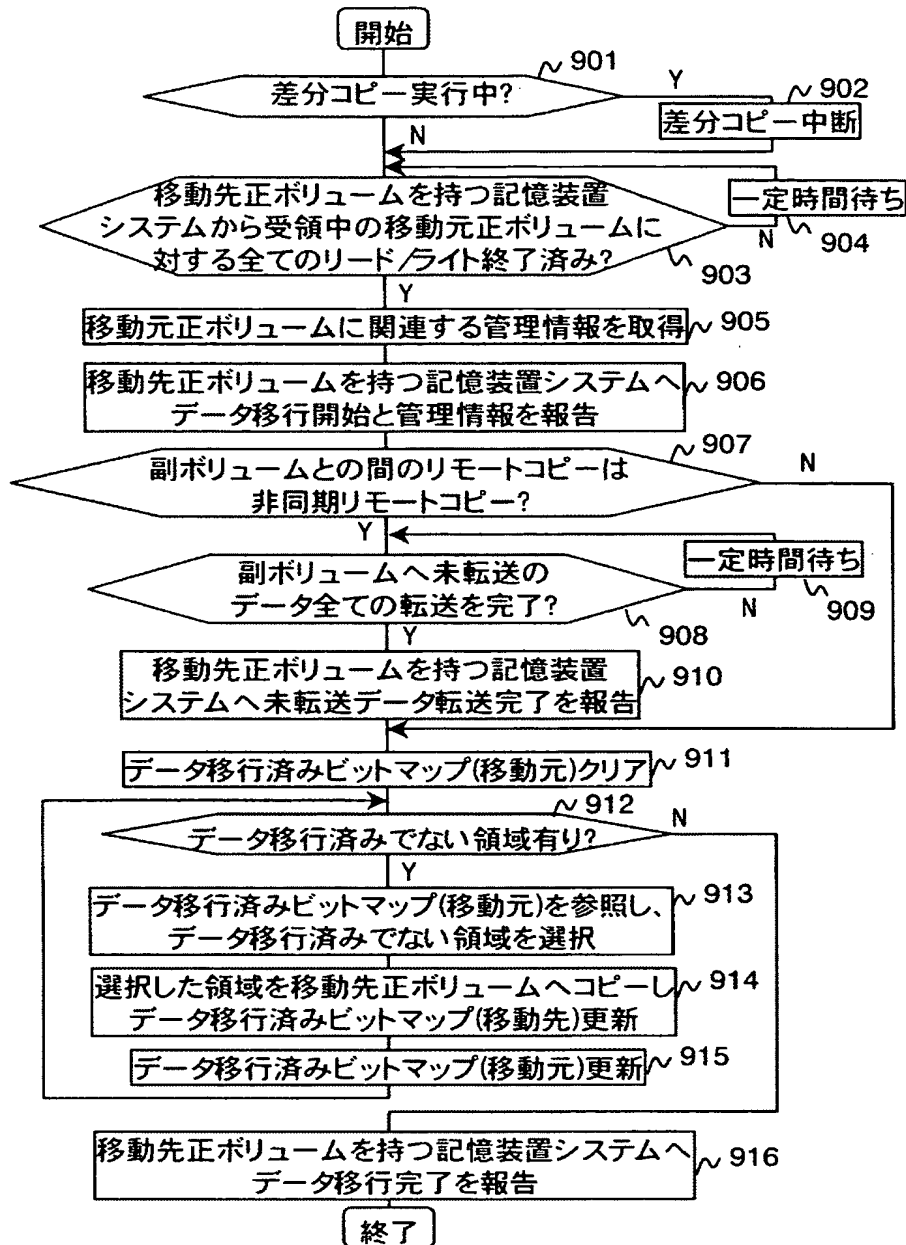 開始
901
差分コピー実行中?
Y
902
差分コピー中断
N
移動先正ボリュームを持つ記憶装置
システムから受領中の移動元正ボリュームに
対する全てのリード/ライト終了済み?
一定時間待ち
N
904
903
Y
移動元正ボリュームに関連する管理情報を取得
905
移動先正ボリュームを持つ記憶装置システムへ
データ移行開始と管理情報を報告
906
907
副ボリュームとの間のリモートコピーは
非同期リモートコピー?
N
Y
副ボリュームへ未転送の
データ全ての転送を完了?
一定時間待ち
N
909
908
Y
移動先正ボリュームを持つ記憶装置
システムへ未転送データ転送完了を報告
910
データ移行済みビットマップ(移動元)クリア
911
912
データ移行済みでない領域有り?
N
Y
データ移行済みビットマップ(移動元)を参照し、
データ移行済みでない領域を選択
913
選択した領域を移動先正ボリュームへコピーし
データ移行済みビットマップ(移動先)更新
914
データ移行済みビットマップ(移動元)更新
915
移動先正ボリュームを持つ記憶装置システムへ
データ移行完了を報告
916
終了